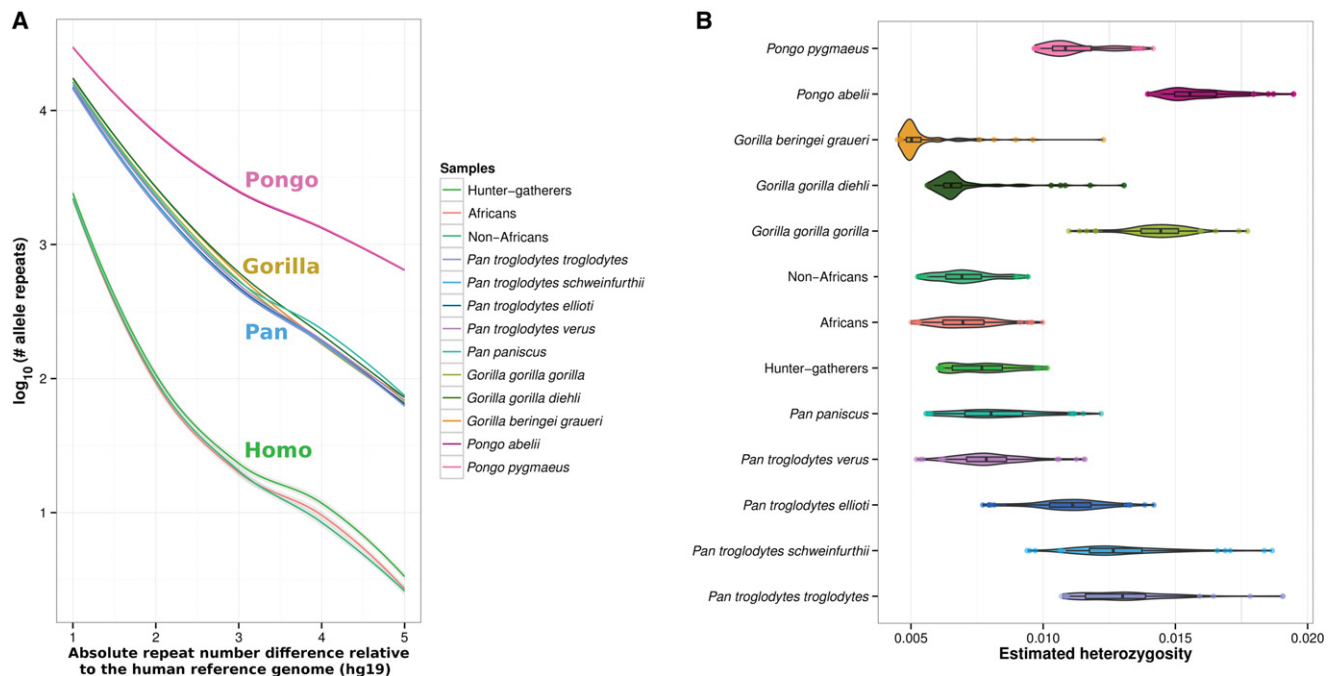 A
log10 (# allele repeats)
4
3
2
1
Pongo
Gorilla
Pan
Homo
1 2 3 4 5
Absolute repeat number difference relative
to the human reference genome (hg19)
Samples
Hunter-gatherers
Africans
Non-Africans
Pan troglodytes troglodytes
Pan troglodytes schweinfurthii
Pan troglodytes ellioti
Pan troglodytes verus
Pan paniscus
Gorilla gorilla gorilla
Gorilla gorilla diehli
Gorilla beringei graueri
Pongo abelii
Pongo pygmaeus
B
Pongo pygmaeus
Pongo abelii
Gorilla beringei graueri
Gorilla gorilla diehli
Gorilla gorilla gorilla
Non-Africans
Africans
Hunter-gatherers
Pan paniscus
Pan troglodytes verus
Pan troglodytes ellioti
Pan troglodytes schweinfurthii
Pan troglodytes troglodytes
0.005 0.010 0.015 0.020
Estimated heterozygosity